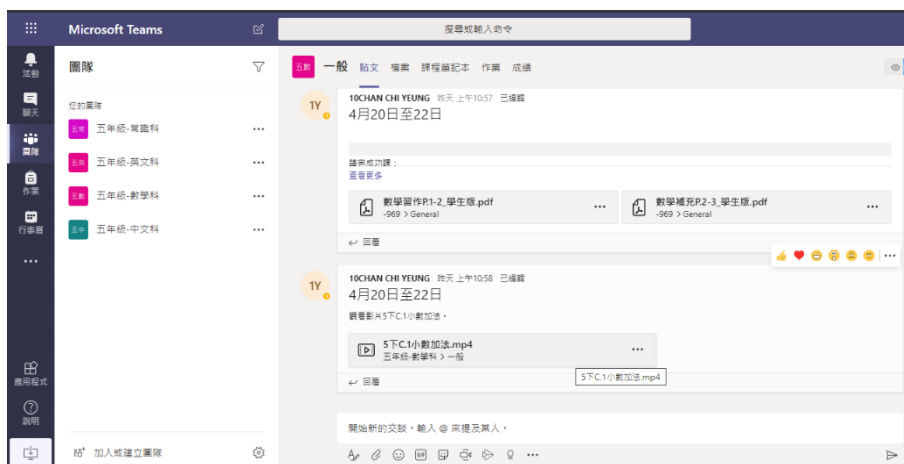 Microsoft Teams
搜尋或輸入命令
活動
聊天
團隊
作業
行事曆
應用程式
說明
團隊
您的團隊
五常 五年級-常識科
五英 五年級-英文科
五數 五年級-數學科
五中 五年級-中文科
加入或建立團隊
五數 一般 貼文 檔案 課程筆記本 作業 成績
1Y
10CHAN CHI YEUNG 昨天 上午10:57 已編輯
4月20日至22日
請完成功課：
查看更多
數學習作P.1-2_學生版.pdf
-969 > General
數學補充P.2-3_學生版.pdf
-969 > General
回覆
1Y
10CHAN CHI YEUNG 昨天 上午10:58 已編輯
4月20日至22日
觀看影片5下C.1小數加法。
5下C.1小數加法.mp4
五年級-數學科 > 一般
5下C.1小數加法.mp4
回覆
開始新的交談。輸入 @ 來提及某人。
GIF